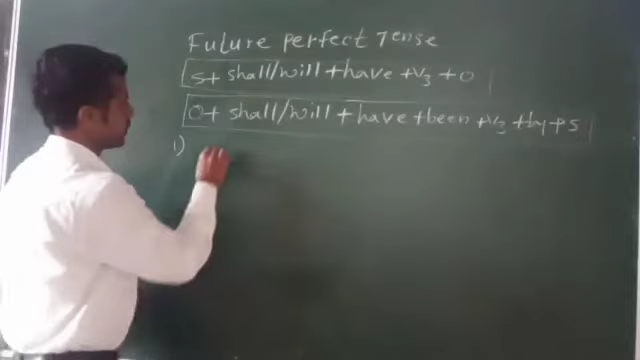 Future perfect Tense
S+ shall/will +have +V₃ +O
O+ shall/will +have +been +V₃ +by +S
1)